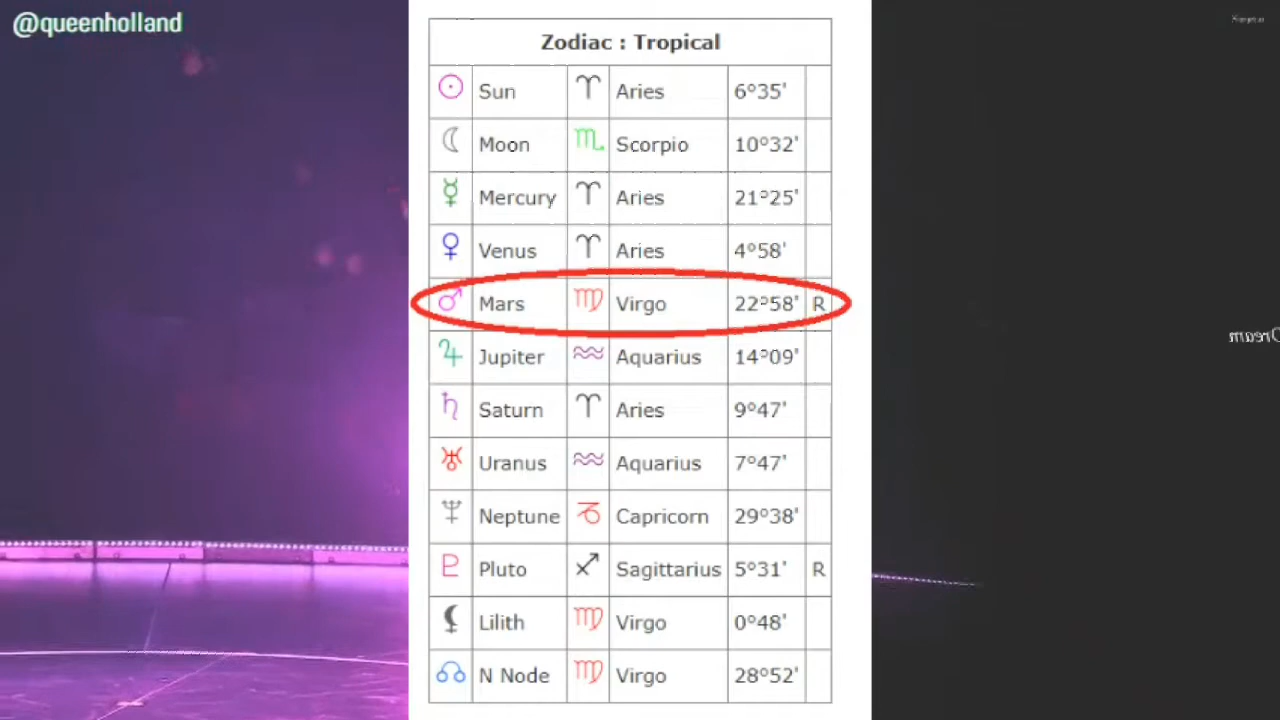 @queenholland
Zodiac : Tropical
Sun Aries 6°35'
Moon Scorpio 10°32'
Mercury Aries 21°25'
Venus Aries 4°58'
Mars Virgo 22°58' R
Jupiter Aquarius 14°09'
Saturn Aries 9°47'
Uranus Aquarius 7°47'
Neptune Capricorn 29°38'
Pluto Sagittarius 5°31' R
Lilith Virgo 0°48'
N Node Virgo 28°52'
Dream